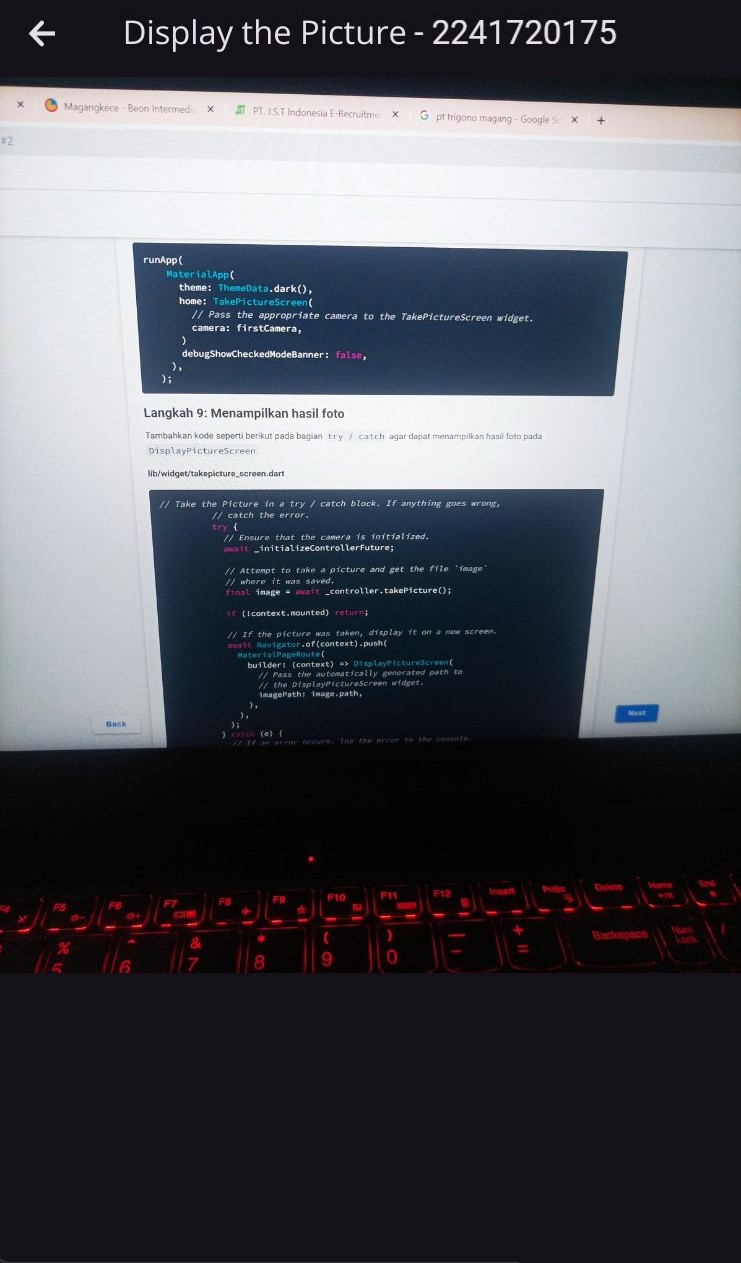 Display the Picture - 2241720175
Magangkece - Beon Intermedi
PT. J.S.T Indonesia E-Recruitme
pt trigono magang - Google S
#2
runApp(
MaterialApp(
theme: ThemeData.dark(),
home: TakePictureScreen(
// Pass the appropriate camera to the TakePictureScreen widget.
camera: firstCamera,
)
debugShowCheckedModeBanner: false,
),
);
Langkah 9: Menampilkan hasil foto
Tambahkan kode seperti berikut pada bagian try / catch agar dapat menampilkan hasil foto pada
DisplayPictureScreen.
lib/widget/takepicture_screen.dart
// Take the Picture in a try / catch block. If anything goes wrong,
// catch the error.
try {
// Ensure that the camera is initialized.
await _initializeControllerFuture;
// Attempt to take a picture and get the file `image`
// where it was saved.
final image = await _controller.takePicture();
if (!context.mounted) return;
// If the picture was taken, display it on a new screen.
await Navigator.of(context).push(
MaterialPageRoute(
builder: (context) => DisplayPictureScreen(
// Pass the automatically generated path to
// the DisplayPictureScreen widget.
imagePath: image.path,
),
),
);
} catch (e) {
// If an error occurs, log the error to the console.
Back
Next
F4 F5 F6 F7 F8 F9 F10 F11 F12 Insert PrtSc Delete Home End
% ^ & * ( ) _ + Backspace Num
5 6 7 8 9 0 - = Lock /